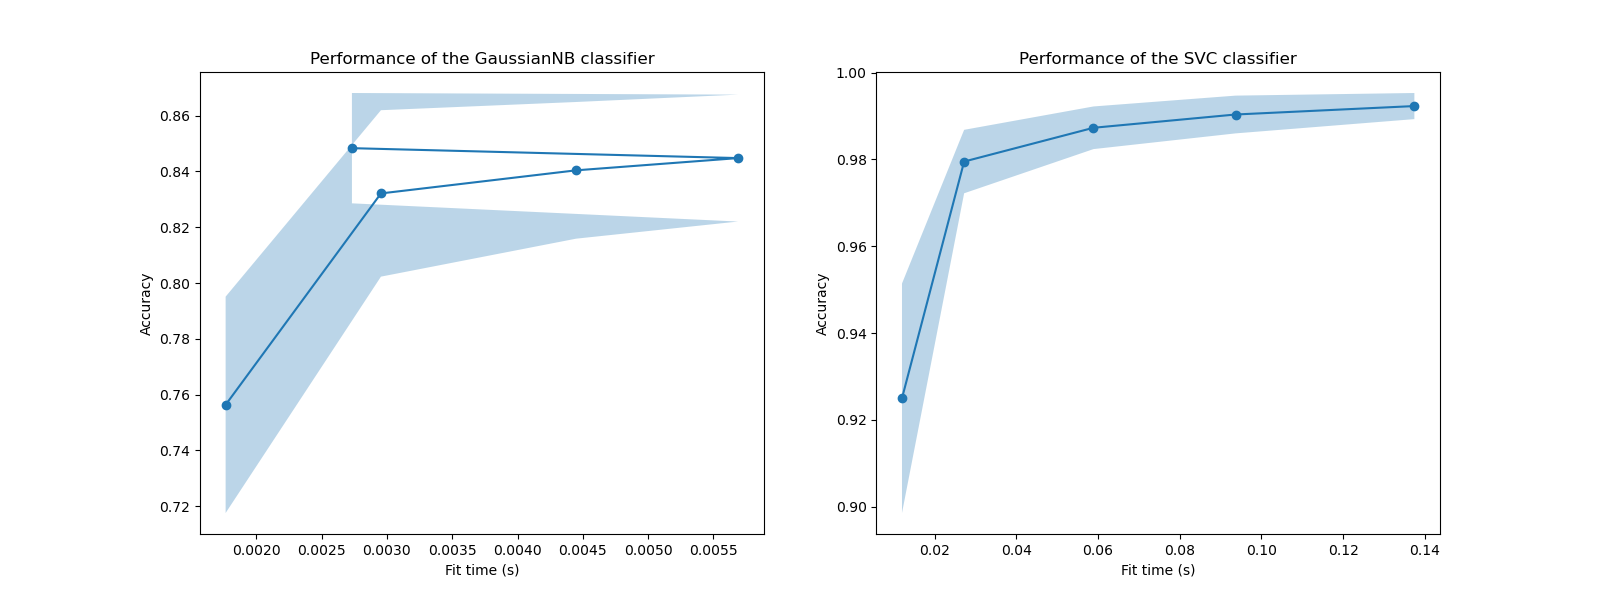 Performance of the GaussianNB classifier
Accuracy
0.86
0.84
0.82
0.80
0.78
0.76
0.74
0.72
0.0020 0.0025 0.0030 0.0035 0.0040 0.0045 0.0050 0.0055
Fit time (s)
Performance of the SVC classifier
Accuracy
1.00
0.98
0.96
0.94
0.92
0.90
0.02 0.04 0.06 0.08 0.10 0.12 0.14
Fit time (s)